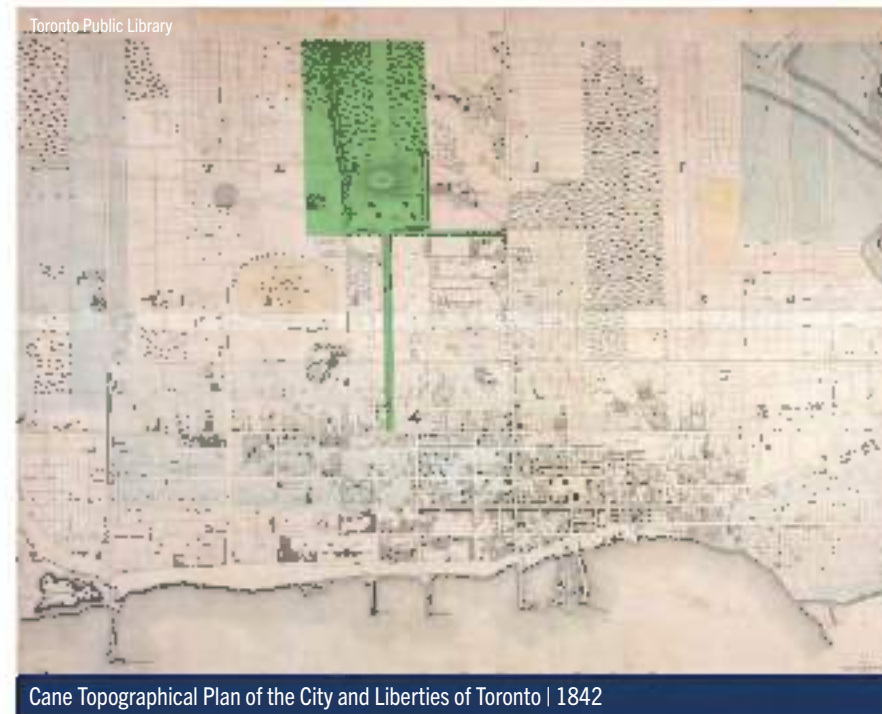 Toronto Public Library
Cane Topographical Plan of the City and Liberties of Toronto | 1842